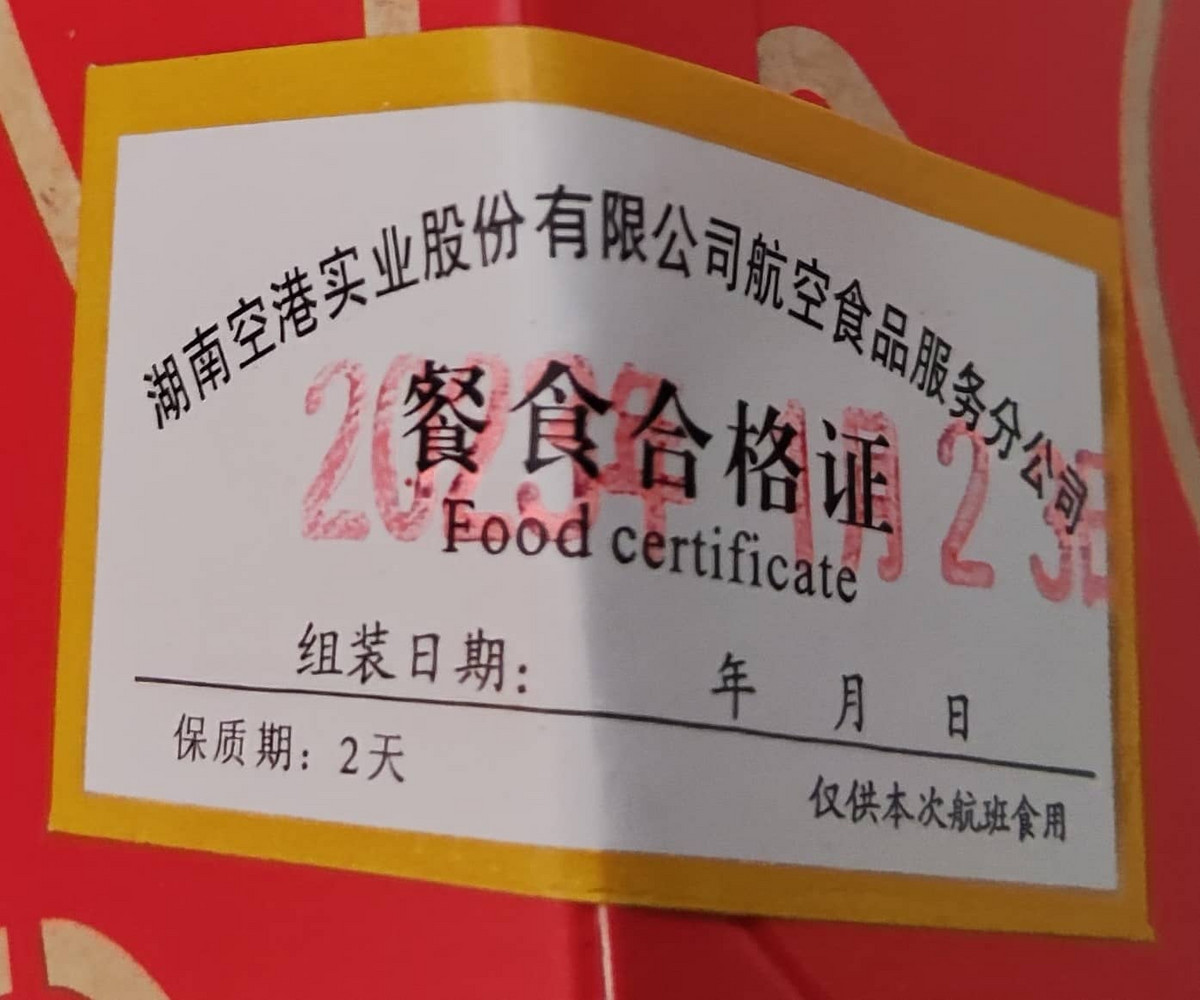 湖南空港实业股份有限公司航空食品服务分公司
餐食合格证
2023年 1月 23日
Food certificate
组装日期： 年 月 日
保质期：2天
仅供本次航班食用